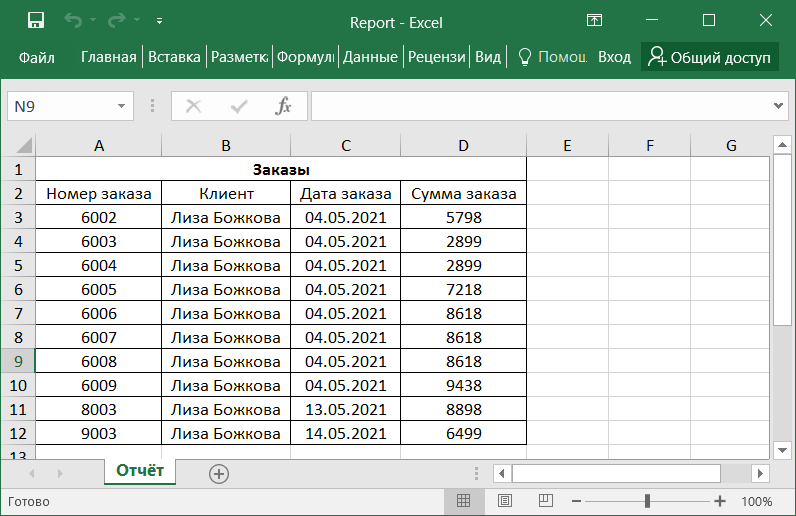 Report - Excel
Файл Главная Вставка Разметка Формулы Данные Рецензи Вид Помощ Вход Общий доступ
N9 fx
A B C D E F G
1 Заказы
2 Номер заказа Клиент Дата заказа Сумма заказа
3 6002 Лиза Божкова 04.05.2021 5798
4 6003 Лиза Божкова 04.05.2021 2899
5 6004 Лиза Божкова 04.05.2021 2899
6 6005 Лиза Божкова 04.05.2021 7218
7 6006 Лиза Божкова 04.05.2021 8618
8 6007 Лиза Божкова 04.05.2021 8618
9 6008 Лиза Божкова 04.05.2021 8618
10 6009 Лиза Божкова 04.05.2021 9438
11 8003 Лиза Божкова 13.05.2021 8898
12 9003 Лиза Божкова 14.05.2021 6499
13
Отчёт
Готово 100%